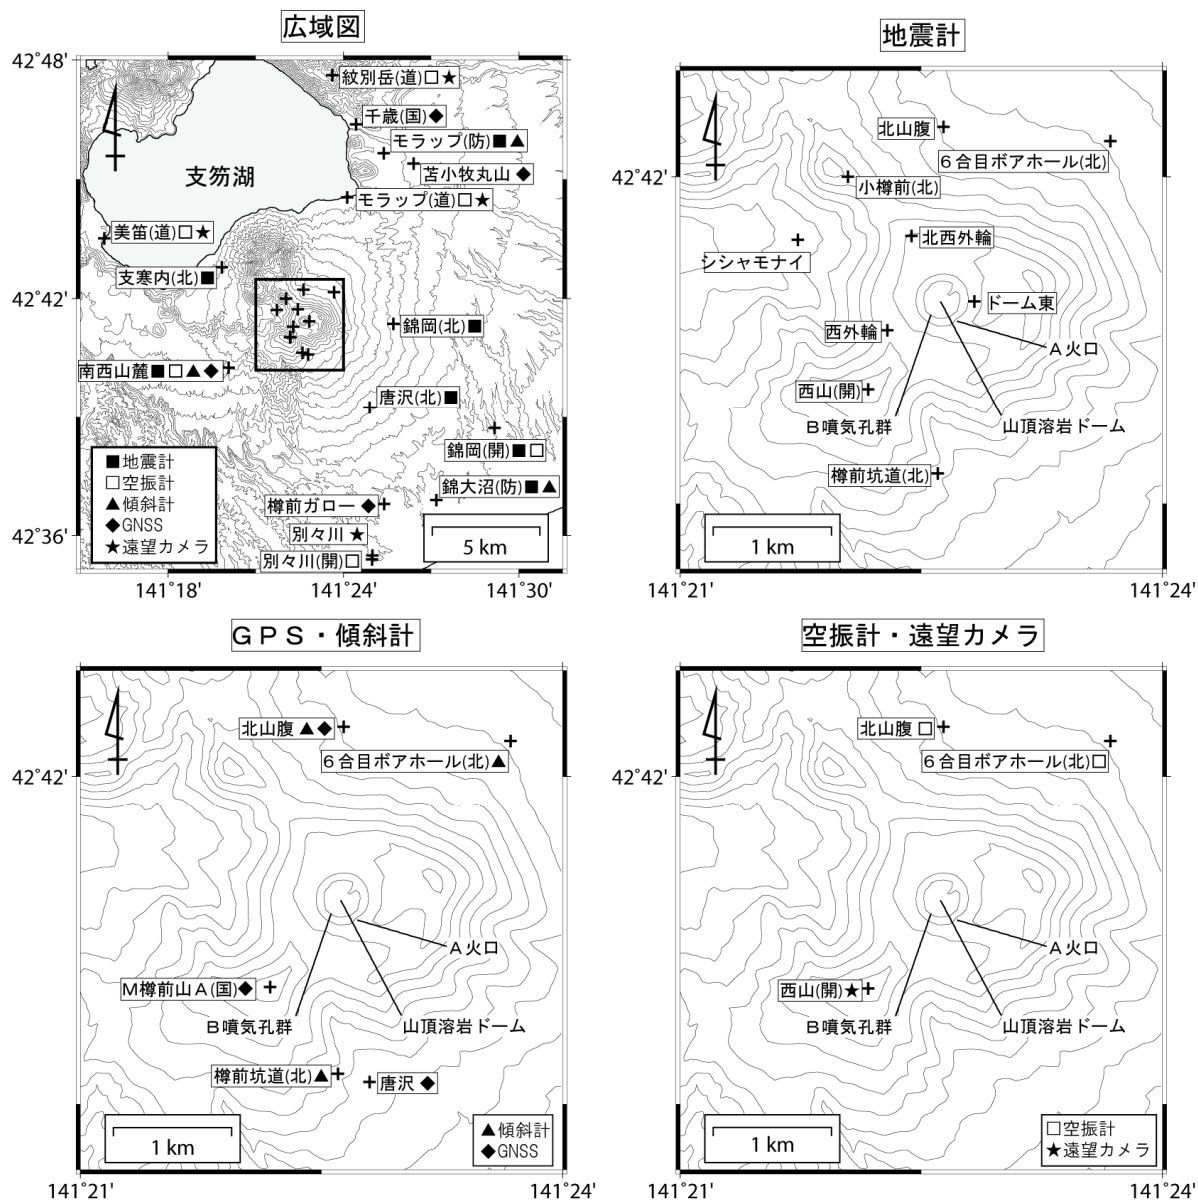 広域図
42°48'
紋別岳(道)□★
千歳(国)◆
モラップ(防)■▲
苫小牧丸山◆
支笏湖
モラップ(道)□★
美笛(道)□★
支寒内(北)■
42°42'
錦岡(北)■
南西山麓■□▲◆
唐沢(北)■
錦岡(開)■□
■地震計
□空振計
▲傾斜計
◆GNSS
★遠望カメラ
錦大沼(防)■▲
樽前ガロー◆
別々川★
別々川(開)□
42°36'
5 km
141°18'
141°24'
141°30'
地震計
北山腹
6合目ボアホール(北)
42°42'
小樽前(北)
北西外輪
シシャモナイ
ドーム東
西外輪
A火口
西山(開)
B噴気孔群
山頂溶岩ドーム
樽前坑道(北)
1 km
141°21'
141°24'
GPS・傾斜計
北山腹▲◆
6合目ボアホール(北)▲
42°42'
A火口
M樽前山A(国)◆
B噴気孔群
山頂溶岩ドーム
樽前坑道(北)▲
唐沢◆
1 km
▲傾斜計
◆GNSS
141°21'
141°24'
空振計・遠望カメラ
北山腹□
6合目ボアホール(北)□
42°42'
A火口
西山(開)★
B噴気孔群
山頂溶岩ドーム
1 km
□空振計
★遠望カメラ
141°21'
141°24'